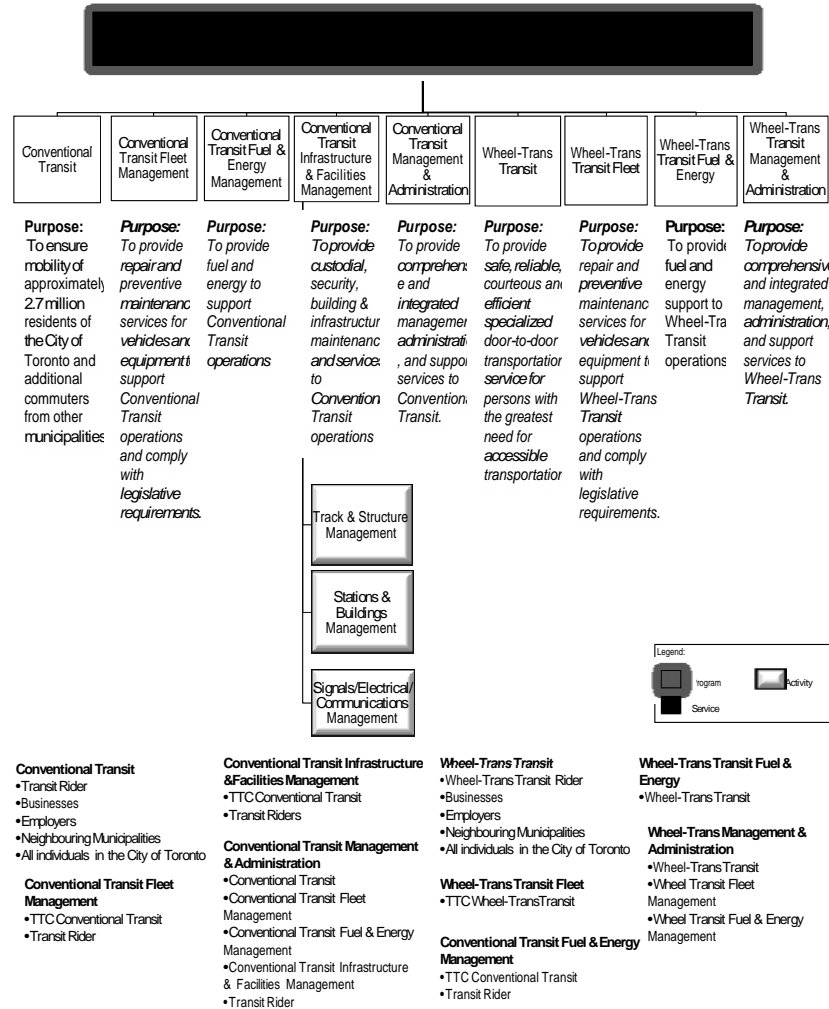 Conventional
Transit
Conventional
Transit Fleet
Management
Conventional
Transit Fuel &
Energy
Management
Conventional
Transit
Infrastructure
& Facilities
Management
Conventional
Transit
Management
&
Administration
Wheel-Trans
Transit
Wheel-Trans
Transit Fleet
Wheel-Trans
Transit Fuel &
Energy
Wheel-Trans
Transit
Management
&
Administration
Purpose:
To ensure
mobility of
approximately
2.7 million
residents of
the City of
Toronto and
additional
commuters
from other
municipalities
Purpose:
To provide
repair and
preventive
maintenanc
services for
vehicles and
equipment t
support
Conventional
Transit
operations
and comply
with
legislative
requirements.
Purpose:
To provide
fuel and
energy to
support
Conventional
Transit
operations
Purpose:
To provide
custodial,
security,
building &
infrastructur
maintenanc
and services
to
Convention
Transit
operations
Purpose:
To provide
comprehens
e and
integrated
managemen
administrati
, and suppo
services to
Convention
Transit.
Purpose:
To provide
safe, reliable,
courteous and
efficient
specialized
door-to-door
transportation
service for
persons with
the greatest
need for
accessible
transportation
Purpose:
To provide
repair and
preventive
maintenanc
services for
vehicles and
equipment t
support
Wheel-Trans
Transit
operations
and comply
with
legislative
requirements.
Purpose:
To provide
fuel and
energy
support to
Wheel-Tra
Transit
operations
Purpose:
To provide
comprehensive
and integrated
management,
administration,
and support
services to
Wheel-Trans
Transit.
Track & Structure
Management
Stations &
Buildings
Management
Signals/Electrical/
Communications
Management
Legend:
rogram
Activity
Service
Conventional Transit
•Transit Rider
•Businesses
•Employers
•Neighbouring Municipalities
•All individuals in the City of Toronto
Conventional Transit Fleet
Management
•TTC Conventional Transit
•Transit Rider
Conventional Transit Infrastructure
&Facilities Management
•TTC Conventional Transit
•Transit Riders
Conventional Transit Management
& Administration
•Conventional Transit
•Conventional Transit Fleet
Management
•Conventional Transit Fuel & Energy
Management
•Conventional Transit Infrastructure
& Facilities Management
•Transit Rider
Wheel-Trans Transit
•Wheel-Trans Transit Rider
•Businesses
•Employers
•Neighbouring Municipalities
•All individuals in the City of Toronto
Wheel-Trans Transit Fleet
•TTC Wheel-Trans Transit
Conventional Transit Fuel & Energy
Management
•TTC Conventional Transit
•Transit Rider
Wheel-Trans Transit Fuel &
Energy
•Wheel-Trans Transit
Wheel-Trans Management &
Administration
•Wheel-Trans Transit
•Wheel Transit Fleet
Management
•Wheel Transit Fuel & Energy
Management